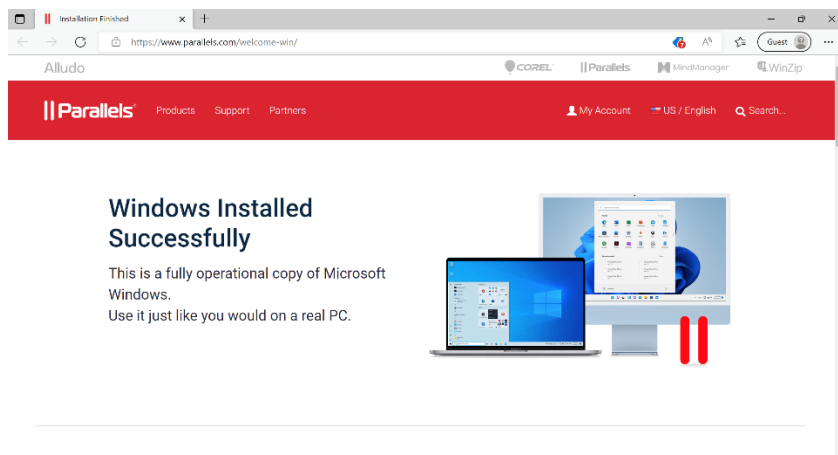 Installation Finished
https://www.parallels.com/welcome-win/
Guest
Alludo
COREL
Parallels
MindManager
WinZip
Parallels
Products
Support
Partners
My Account
US / English
Search...
Windows Installed
Successfully
This is a fully operational copy of Microsoft
Windows.
Use it just like you would on a real PC.